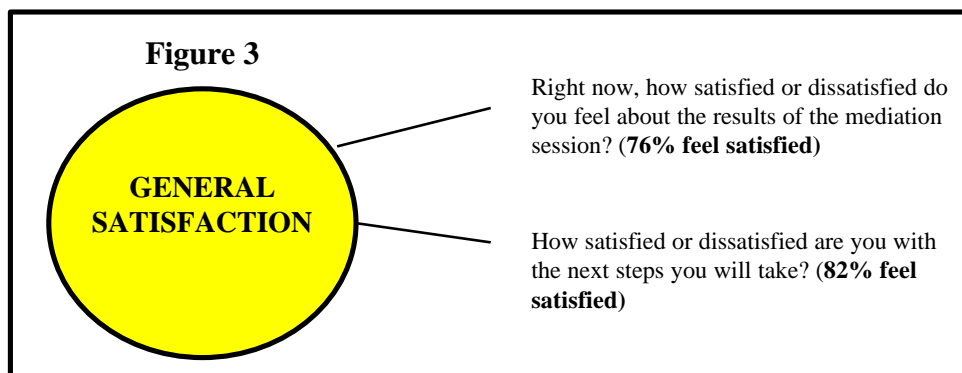 Figure 3
GENERAL
SATISFACTION
Right now, how satisfied or dissatisfied do
you feel about the results of the mediation
session? (76% feel satisfied)
How satisfied or dissatisfied are you with
the next steps you will take? (82% feel
satisfied)